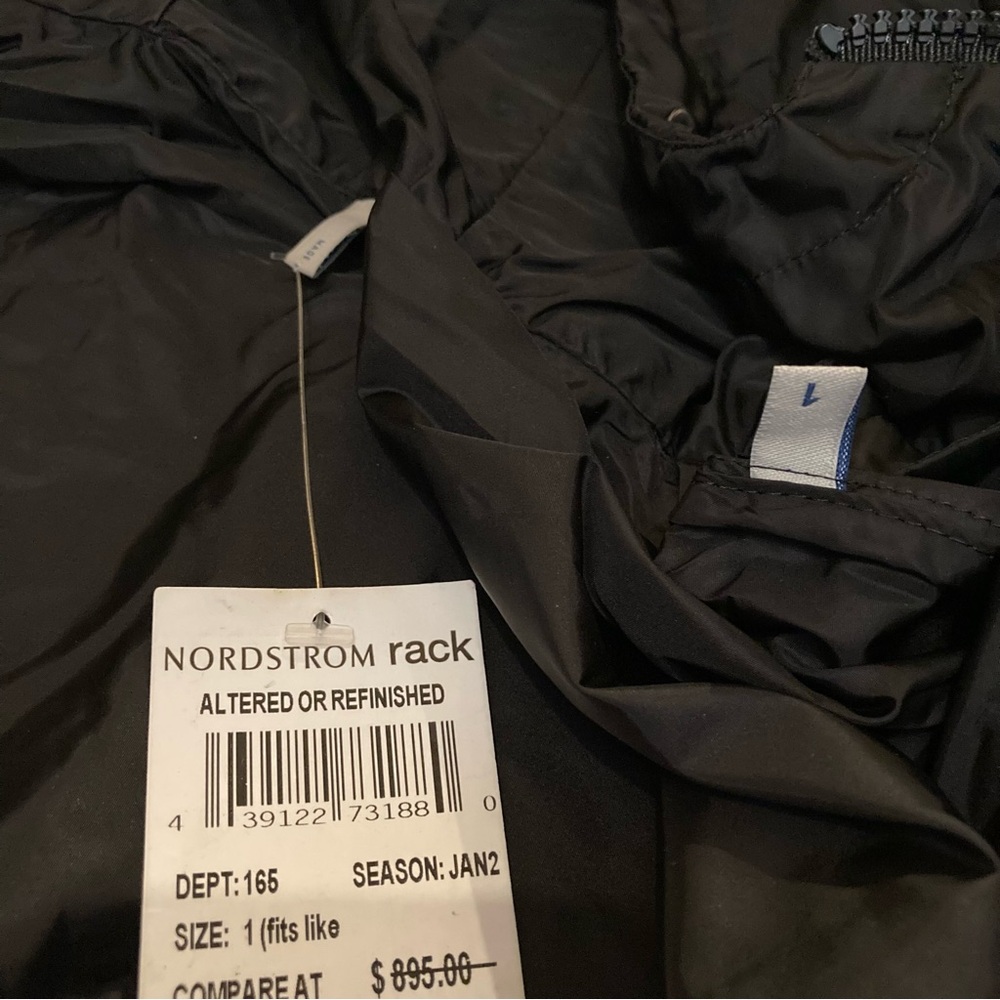 MADE
1
NORDSTROM rack
ALTERED OR REFINISHED
4 39122 73188 0
DEPT: 165 SEASON: JAN2
SIZE: 1 (fits like
COMPARE AT $ 895.00